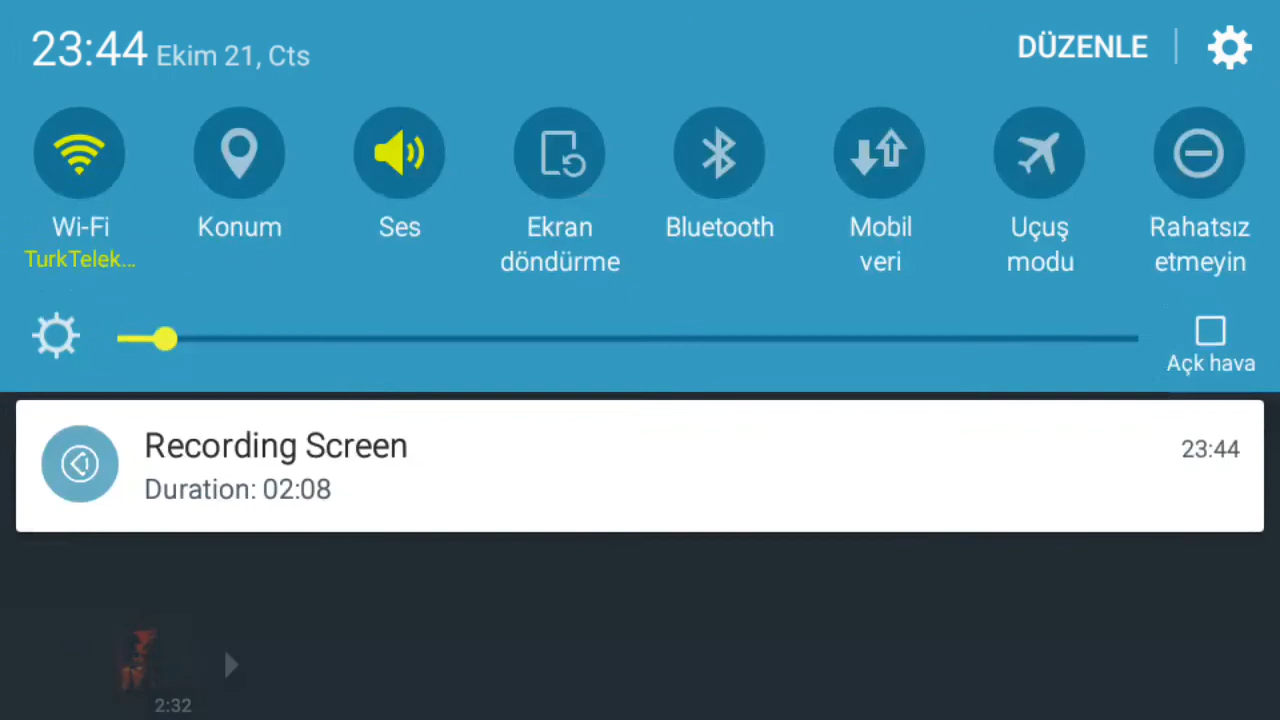 23:44 Ekim 21, Cts
DÜZENLE
Wi-Fi
TurkTelek...
Konum
Ses
Ekran
döndürme
Bluetooth
Mobil
veri
Uçuş
modu
Rahatsız
etmeyin
Açk hava
Recording Screen
23:44
Duration: 02:08
2:32